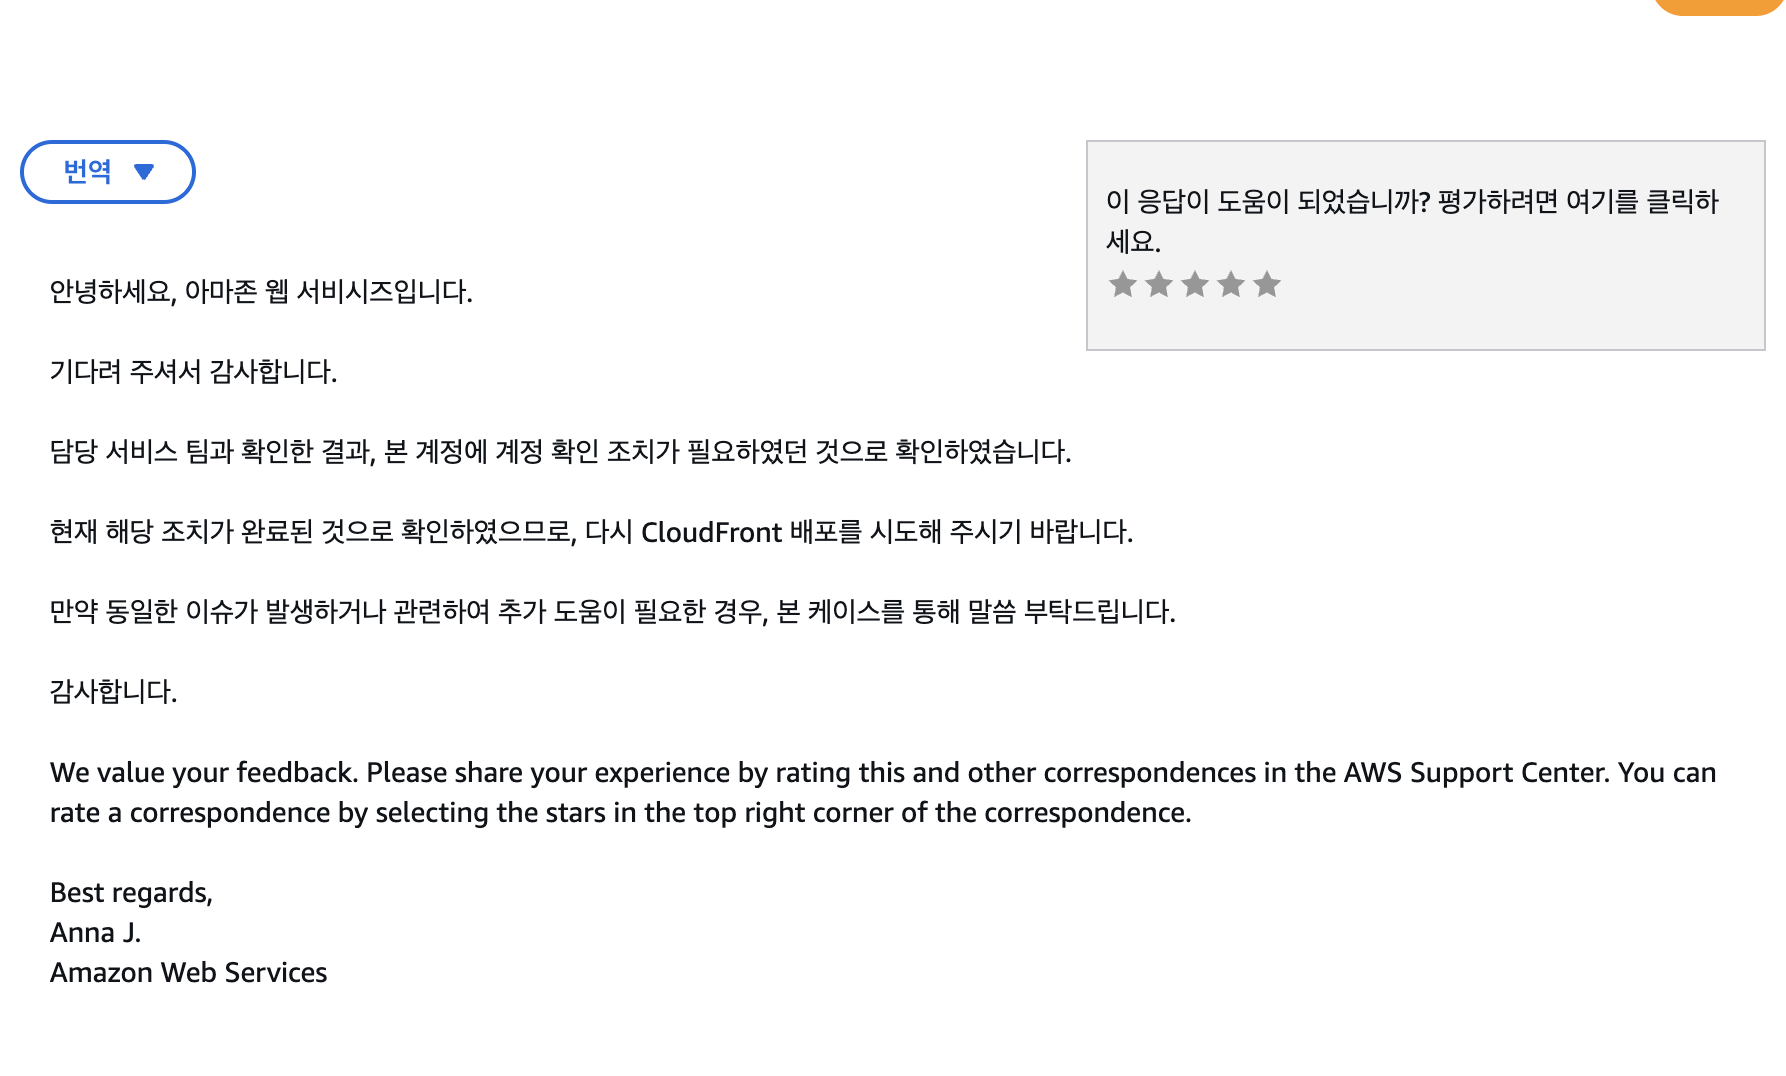 번역
이 응답이 도움이 되었습니까? 평가하려면 여기를 클릭하
세요.
안녕하세요, 아마존 웹 서비시즈입니다.
기다려 주셔서 감사합니다.
담당 서비스 팀과 확인한 결과, 본 계정에 계정 확인 조치가 필요하였던 것으로 확인하였습니다.
현재 해당 조치가 완료된 것으로 확인하였으므로, 다시 CloudFront 배포를 시도해 주시기 바랍니다.
만약 동일한 이슈가 발생하거나 관련하여 추가 도움이 필요한 경우, 본 케이스를 통해 말씀 부탁드립니다.
감사합니다.
We value your feedback. Please share your experience by rating this and other correspondences in the AWS Support Center. You can
rate a correspondence by selecting the stars in the top right corner of the correspondence.
Best regards,
Anna J.
Amazon Web Services